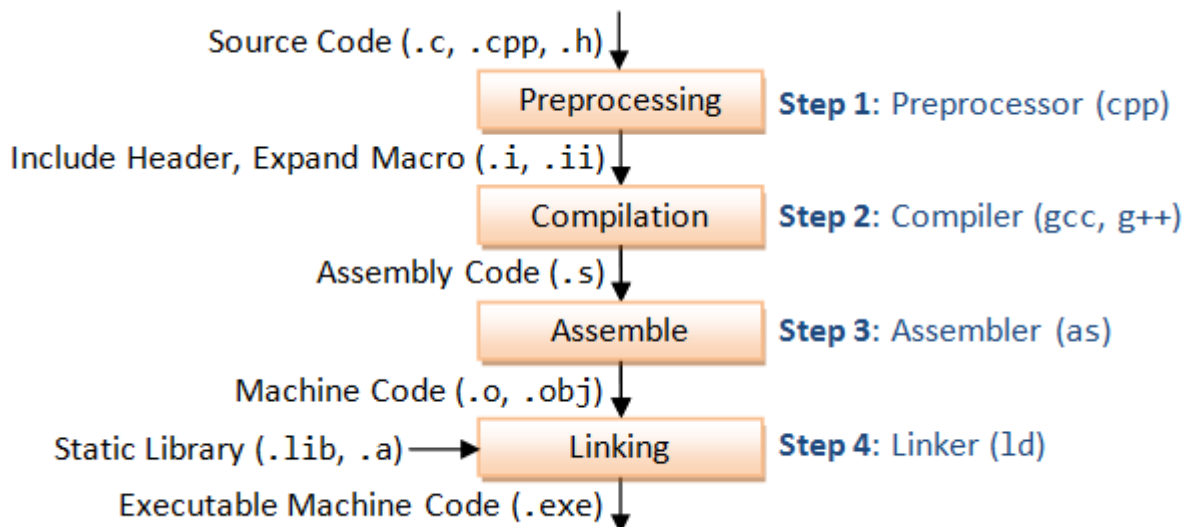 Source Code (.c, .cpp, .h)
Preprocessing
Step 1: Preprocessor (cpp)
Include Header, Expand Macro (.i, .ii)
Compilation
Step 2: Compiler (gcc, g++)
Assembly Code (.s)
Assemble
Step 3: Assembler (as)
Machine Code (.o, .obj)
Static Library (.lib, .a)
Linking
Step 4: Linker (ld)
Executable Machine Code (.exe)